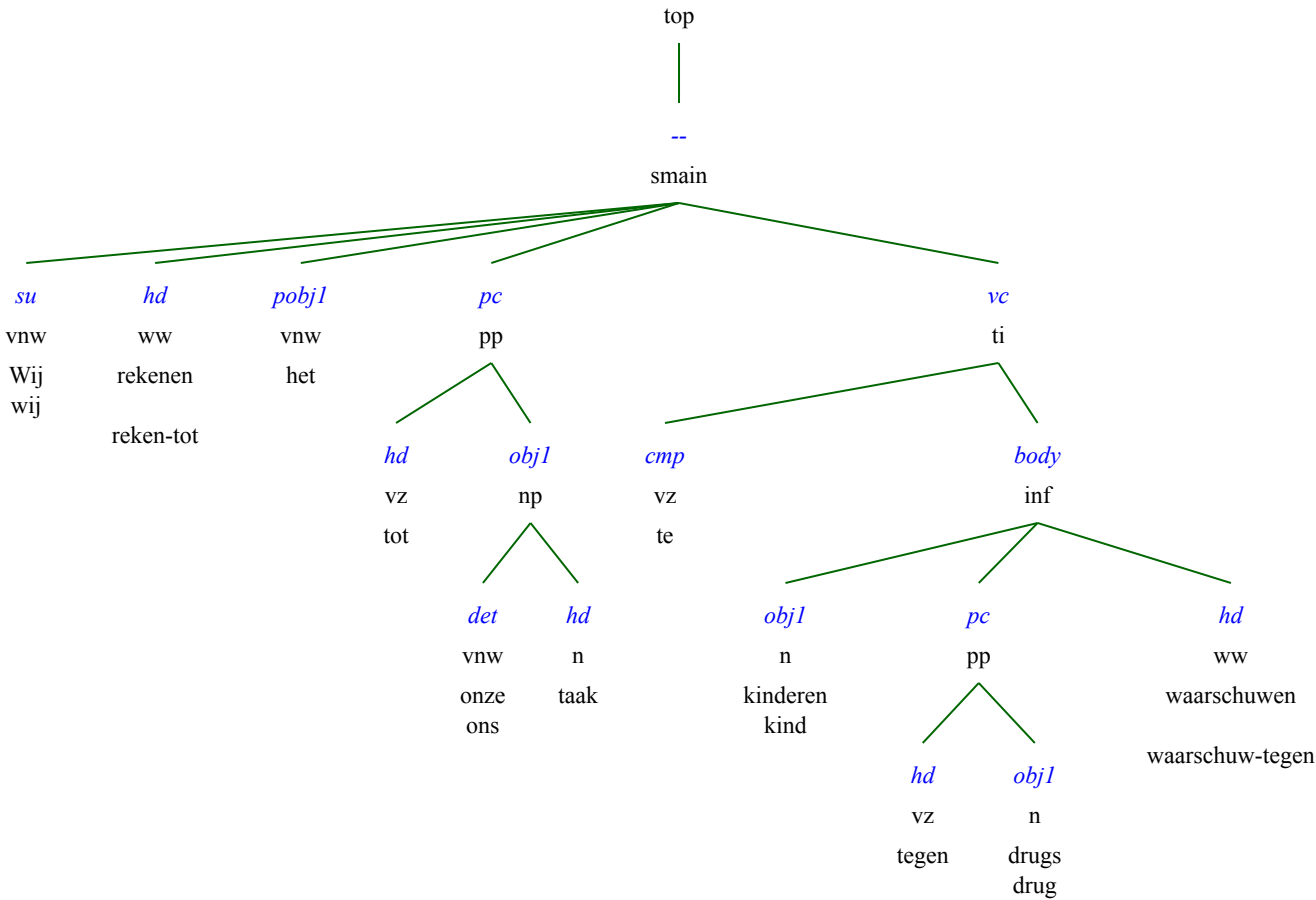 top
--
smain
su hd pobj1 pc vc
vnw ww vnw pp ti
Wij rekenen het
wij
reken-tot
hd obj1 cmp body
vz np vz inf
tot te
det hd obj1 pc hd
vnw n n pp ww
onze taak kinderen waarschuwen
ons kind
waarschuw-tegen
hd obj1
vz n
tegen drugs
drug